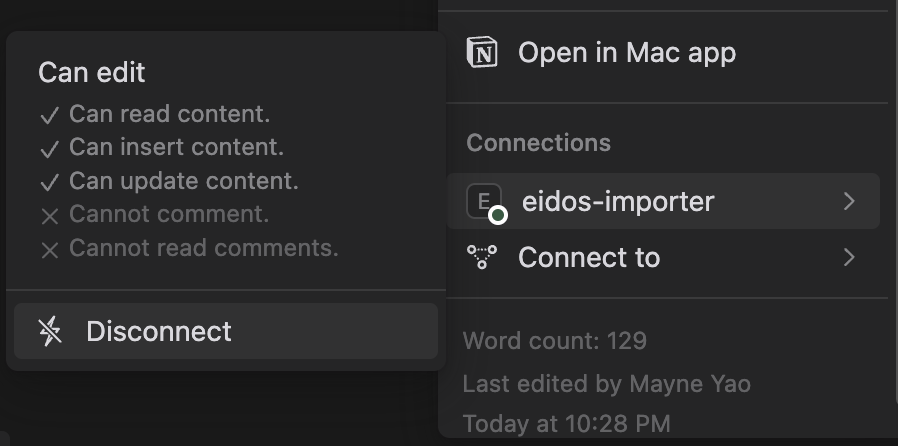 Can edit
Can read content.
Can insert content.
Can update content.
Cannot comment.
Cannot read comments.
Disconnect
Open in Mac app
Connections
E eidos-importer
Connect to
Word count: 129
Last edited by Mayne Yao
Today at 10:28 PM